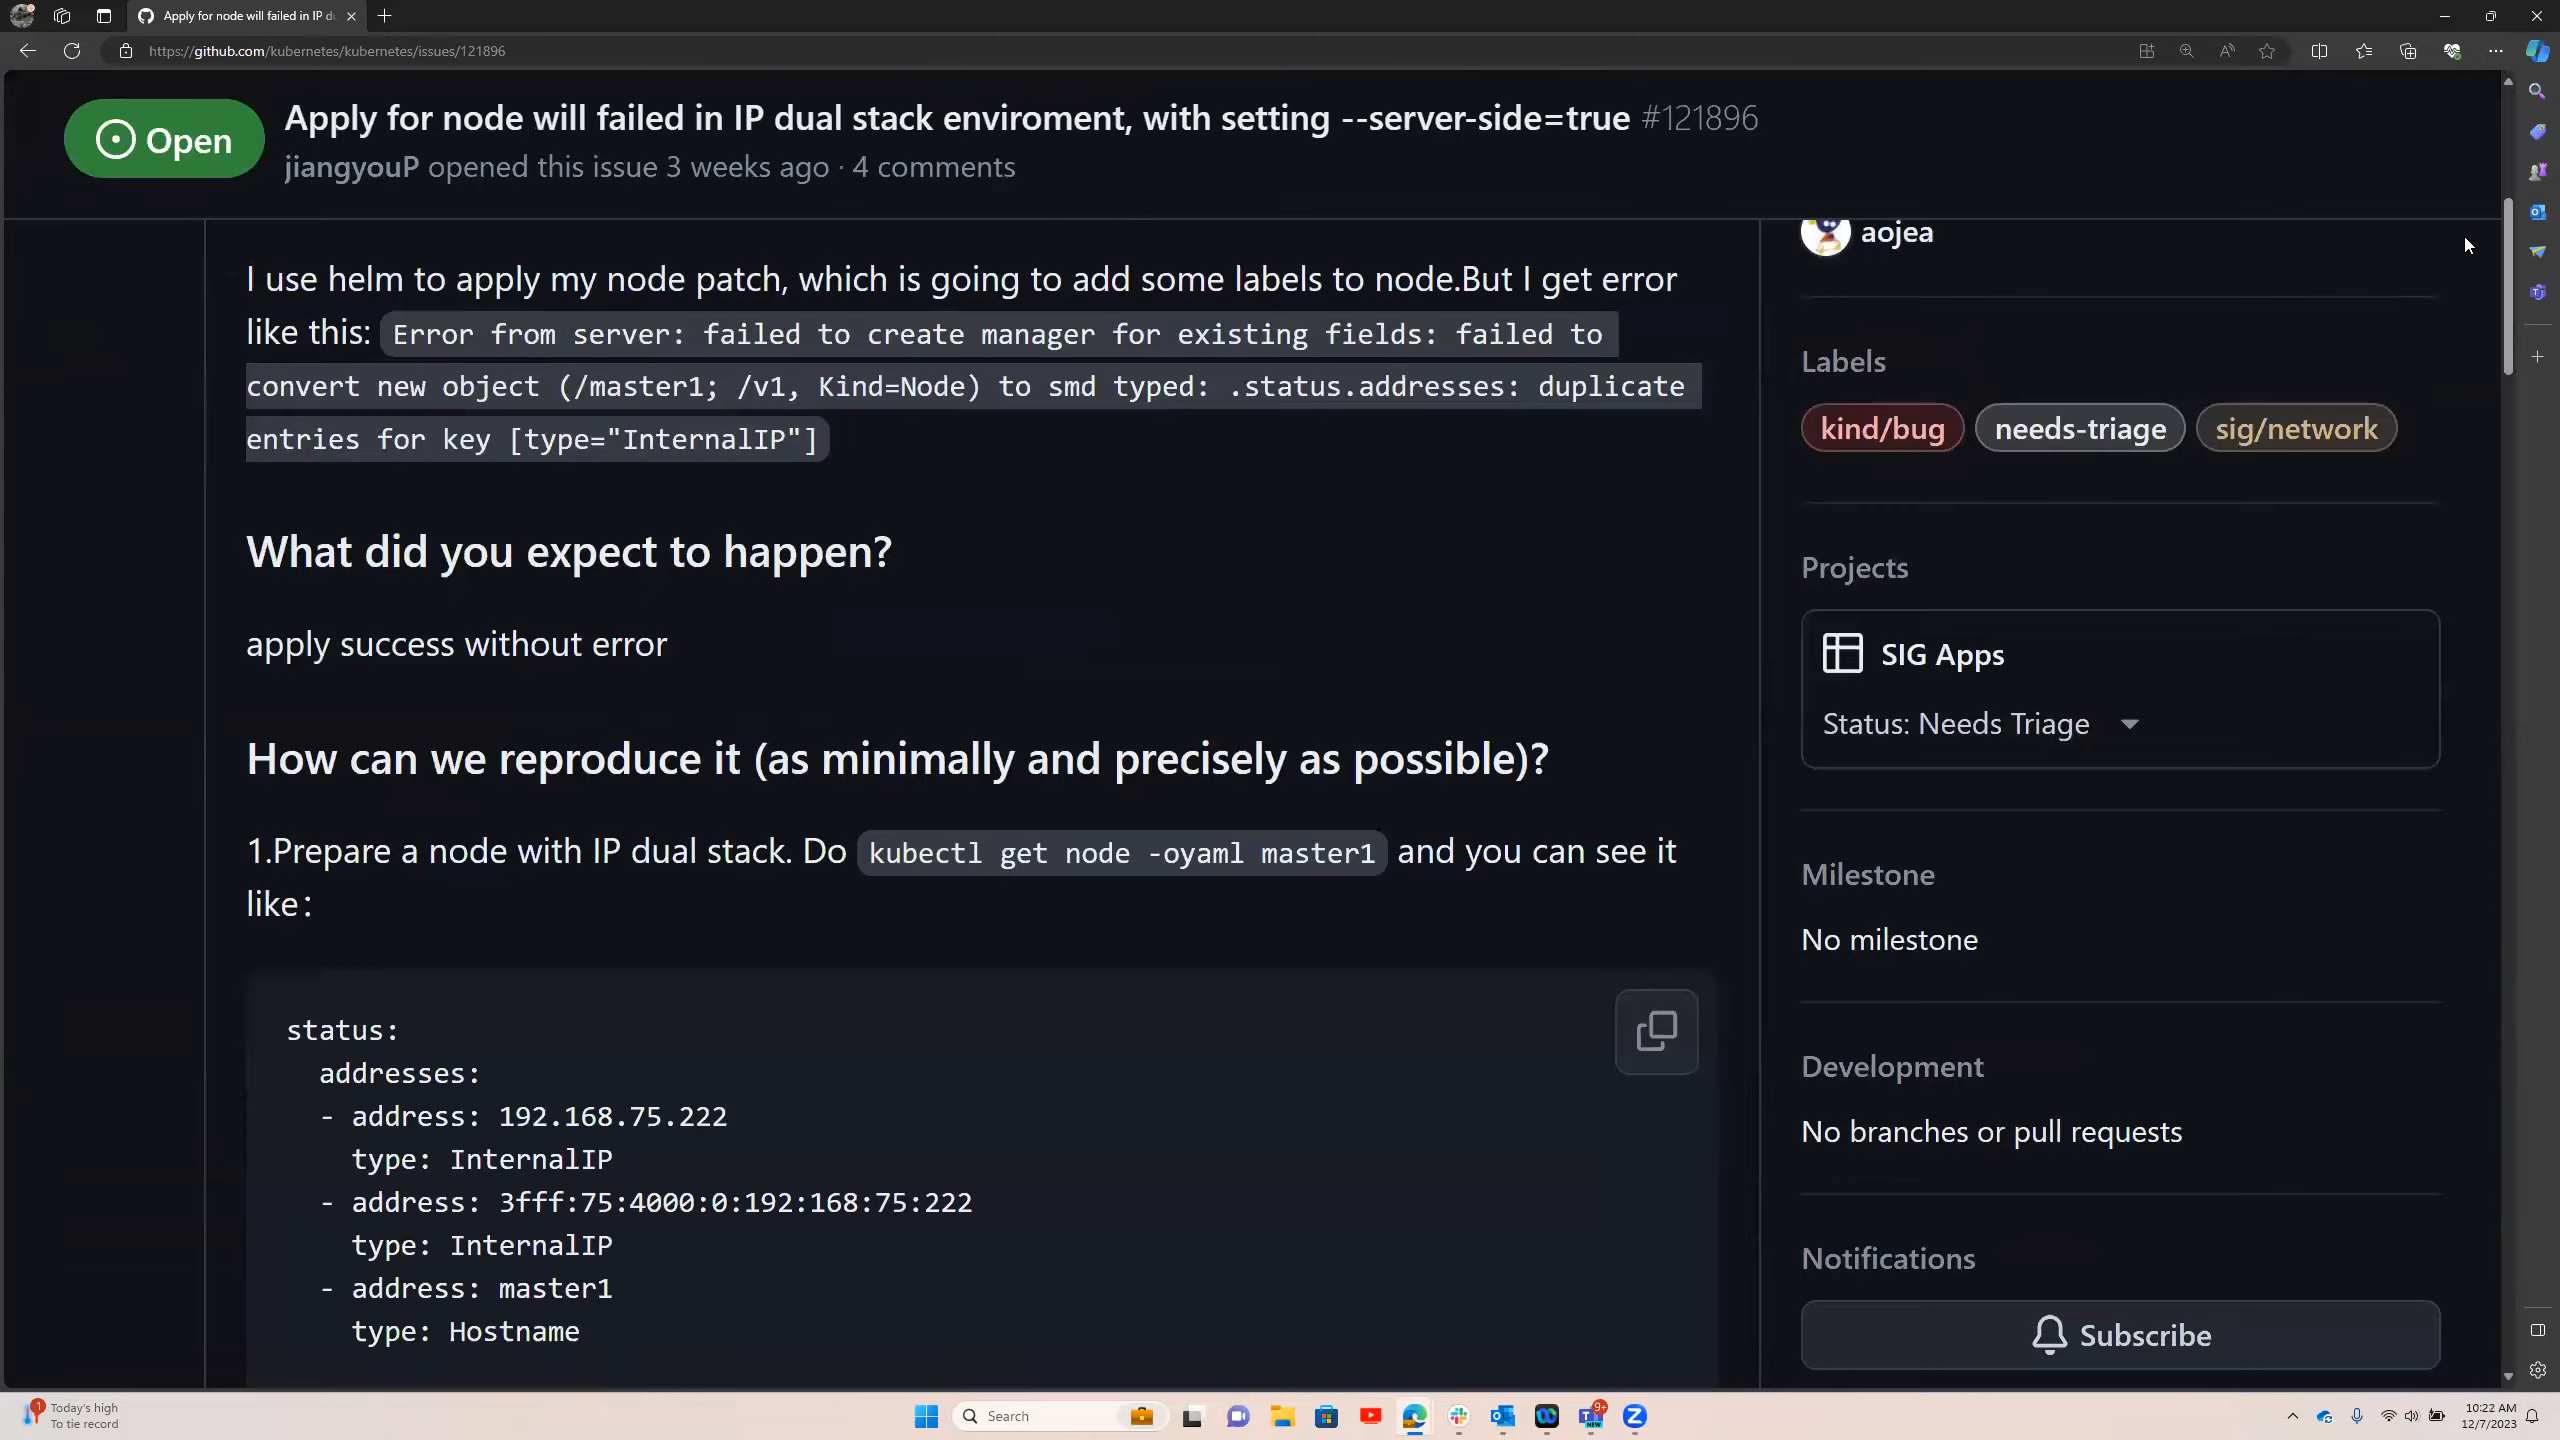 Apply for node will failed in IP du
https://github.com/kubernetes/kubernetes/issues/121896
Open
Apply for node will failed in IP dual stack enviroment, with setting --server-side=true #121896
jiangyouP opened this issue 3 weeks ago · 4 comments
I use helm to apply my node patch, which is going to add some labels to node.But I get error
like this: Error from server: failed to create manager for existing fields: failed to
convert new object (/master1; /v1, Kind=Node) to smd typed: .status.addresses: duplicate
entries for key [type="InternalIP"]
What did you expect to happen?
apply success without error
How can we reproduce it (as minimally and precisely as possible)?
1.Prepare a node with IP dual stack. Do kubectl get node -oyaml master1 and you can see it
like：
status:
addresses:
- address: 192.168.75.222
type: InternalIP
- address: 3fff:75:4000:0:192:168:75:222
type: InternalIP
- address: master1
type: Hostname
aojea
Labels
kind/bug needs-triage sig/network
Projects
SIG Apps
Status: Needs Triage
Milestone
No milestone
Development
No branches or pull requests
Notifications
Subscribe
1
Today's high
To tie record
Search
NEW
9+
10:22 AM
12/7/2023